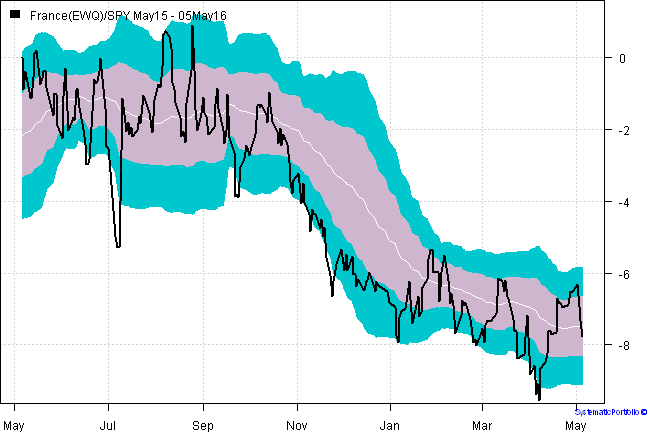 France(EWQ)/SPY May15 - 05May16
0
-2
-4
-6
-8
May Jul Sep Nov Jan Mar May
SystematicPortfolio ©